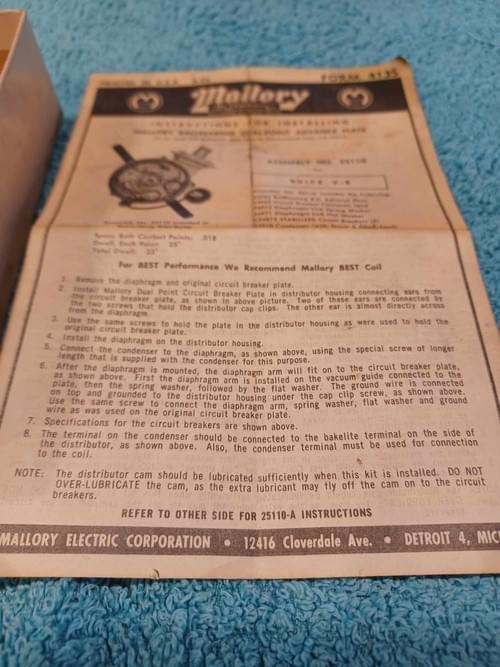 FORM 413S
Mallory
INSTRUCTIONS FOR INSTALLING
MALLORY DUAL POINT ADVANCE PLATE
ASSEMBLY NO. 25110
BUICK V-8
Space Both Contact Points: .018
Dwell, Each Point: 25°
Total Dwell: 33°
For BEST Performance We Recommend Mallory BEST Coil
1. Remove the diaphragm and original circuit breaker plate.
2. Install Mallory Dual Point Circuit Breaker Plate in distributor housing connecting ears from
the circuit breaker plate, as shown in above picture. Two of these ears are connected by
the two screws that hold the distributor cap clips. The other ear is almost directly across
from the diaphragm.
3. Use the same screws to hold the plate in the distributor housing as were used to hold the
original circuit breaker plate.
4. Install the diaphragm on the distributor housing.
5. Connect the condenser to the diaphragm, as shown above, using the special screw of longer
length that is supplied with the condenser for this purpose.
6. After the diaphragm is mounted, the diaphragm arm will fit on to the circuit breaker plate,
as shown above. First the diaphragm arm is installed on the vacuum guide connected to the
plate, then the spring washer, followed by the flat washer. The ground wire is connected
on top and grounded to the distributor housing under the cap clip screw, as shown above.
Use the same screw to connect the diaphragm arm, spring washer, flat washer and ground
wire as was used on the original circuit breaker plate.
7. Specifications for the circuit breakers are shown above.
8. The terminal on the condenser should be connected to the bakelite terminal on the side of
the distributor, as shown above. Also, the condenser terminal must be used for connection
to the coil.
NOTE: The distributor cam should be lubricated sufficiently when this kit is installed. DO NOT
OVER-LUBRICATE the cam, as the extra lubricant may fly off the cam on to the circuit
breakers.
REFER TO OTHER SIDE FOR 25110-A INSTRUCTIONS
MALLORY ELECTRIC CORPORATION • 12416 Cloverdale Ave. • DETROIT 4, MICH